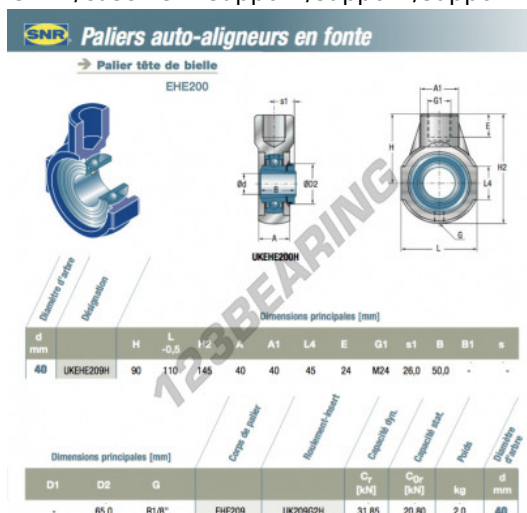 SNR Paliers auto-aligneurs en fonte
Palier tête de bielle
EHE200
s1
A1
G1
H
E
H2
Ød
B
ØD2
L4
A
G
L
UKEHE200H
123BEARING
Diamètre d'arbre
Désignation
Dimensions principales [mm]
d mm H L -0,5 H2 A A1 L4 E G1 s1 B B1 s
40 UKEHE209H 90 110 145 40 40 45 24 M24 26,0 50,0 - -
Dimensions principales [mm]
Corps de palier
Roulement-insert
Capacité dyn.
Capacité stat.
Poids
Diamètre d'arbre
D1 D2 G Cr [kN] C0r [kN] kg d mm
- 65,0 R1/8" EHE209 UK209G2H 31,85 20,80 2,0 40